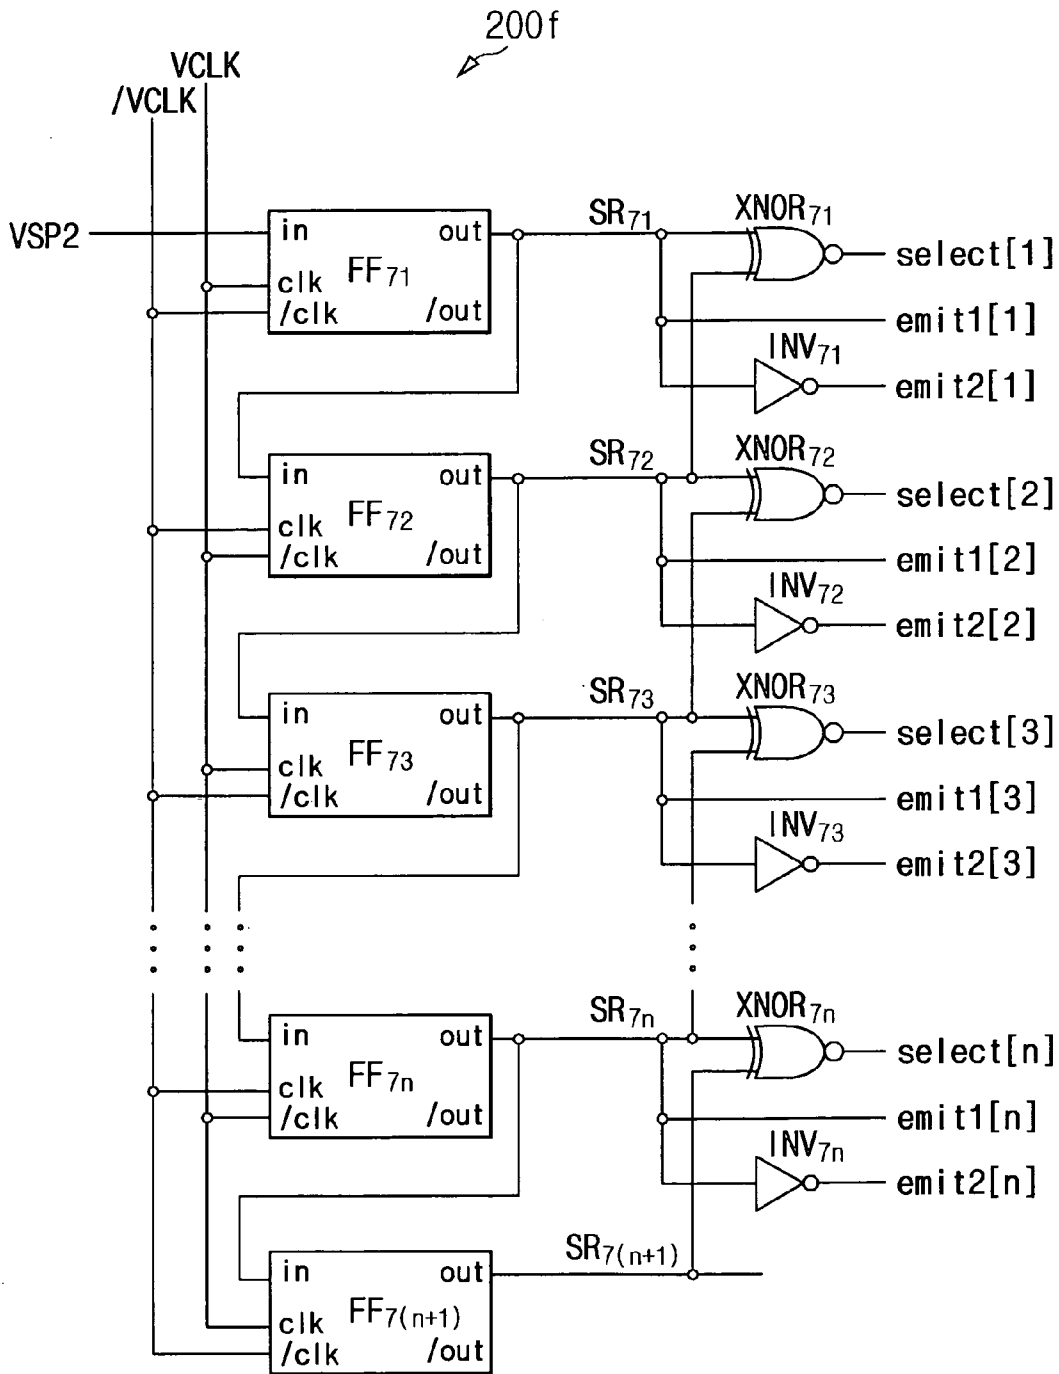 200f
VCLK
/VCLK
VSP2
in out
FF71
clk
/clk /out
SR71
XNOR71
select[1]
emit1[1]
INV71
emit2[1]
in out
FF72
clk
/clk /out
SR72
XNOR72
select[2]
emit1[2]
INV72
emit2[2]
in out
FF73
clk
/clk /out
SR73
XNOR73
select[3]
emit1[3]
INV73
emit2[3]
in out
FF7n
clk
/clk /out
SR7n
XNOR7n
select[n]
emit1[n]
INV7n
emit2[n]
in out
FF7(n+1)
clk
/clk /out
SR7(n+1)